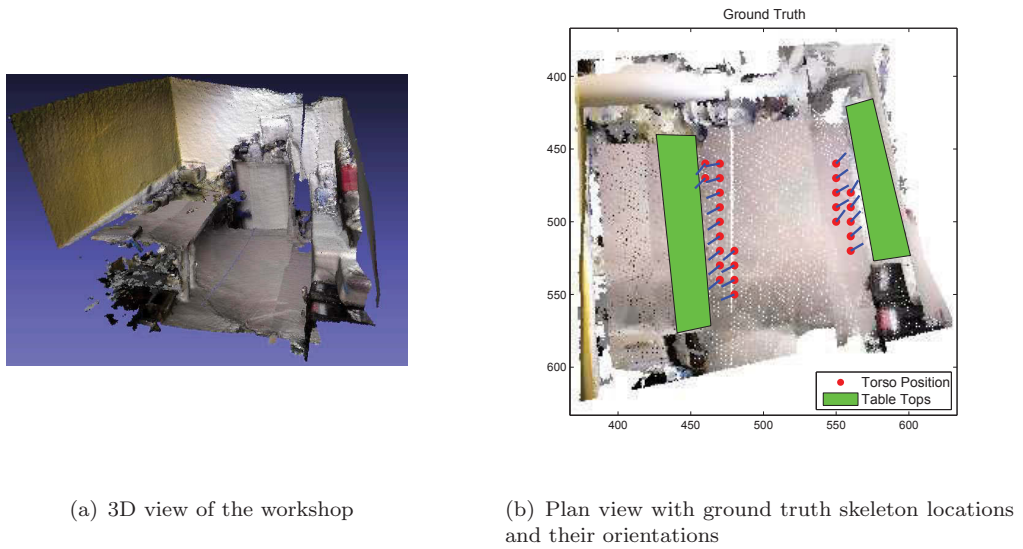 Ground Truth
400
450
500
550
600
400
450
500
550
600
Torso Position
Table Tops
(a) 3D view of the workshop
(b) Plan view with ground truth skeleton locations
and their orientations